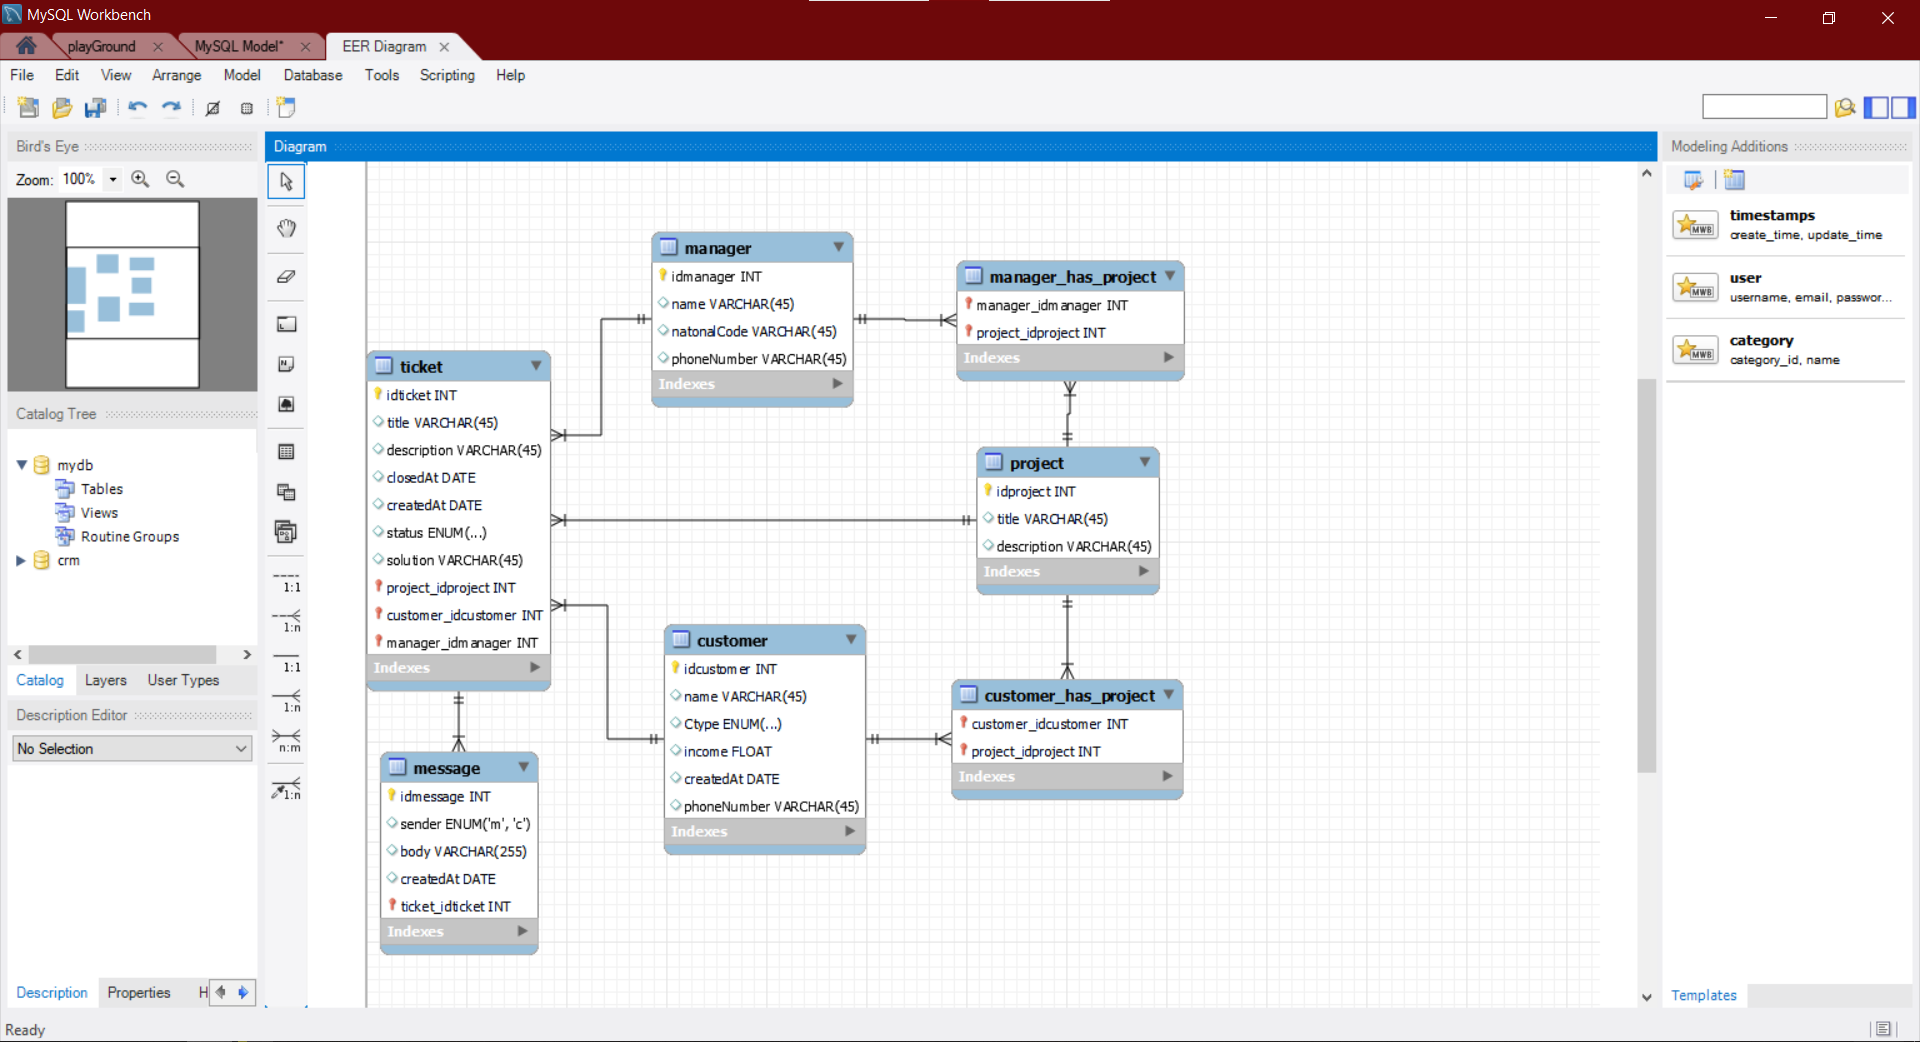 MySQL Workbench
playGround
MySQL Model*
EER Diagram
File Edit View Arrange Model Database Tools Scripting Help
Bird's Eye
Zoom: 100%
Catalog Tree
mydb
Tables
Views
Routine Groups
crm
Catalog Layers User Types
Description Editor
No Selection
Description Properties H
Ready
Diagram
1:1
1:n
1:1
1:n
n:m
1:n
ticket
idticket INT
title VARCHAR(45)
description VARCHAR(45)
closedAt DATE
createdAt DATE
status ENUM(...)
solution VARCHAR(45)
project_idproject INT
customer_idcustomer INT
manager_idmanager INT
Indexes
message
idmessage INT
sender ENUM('m', 'c')
body VARCHAR(255)
createdAt DATE
ticket_idticket INT
Indexes
manager
idmanager INT
name VARCHAR(45)
natonalCode VARCHAR(45)
phoneNumber VARCHAR(45)
Indexes
customer
idcustomer INT
name VARCHAR(45)
Ctype ENUM(...)
income FLOAT
createdAt DATE
phoneNumber VARCHAR(45)
Indexes
manager_has_project
manager_idmanager INT
project_idproject INT
Indexes
project
idproject INT
title VARCHAR(45)
description VARCHAR(45)
Indexes
customer_has_project
customer_idcustomer INT
project_idproject INT
Indexes
Modeling Additions
MWB
timestamps
create_time, update_time
MWB
user
username, email, passwor...
MWB
category
category_id, name
Templates